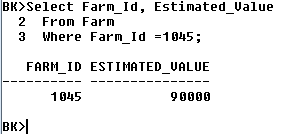 BK>Select Farm_Id, Estimated_Value
  2  From Farm
  3  Where Farm_Id =1045;
   FARM_ID ESTIMATED_VALUE
---------- ---------------
      1045           90000
BK>